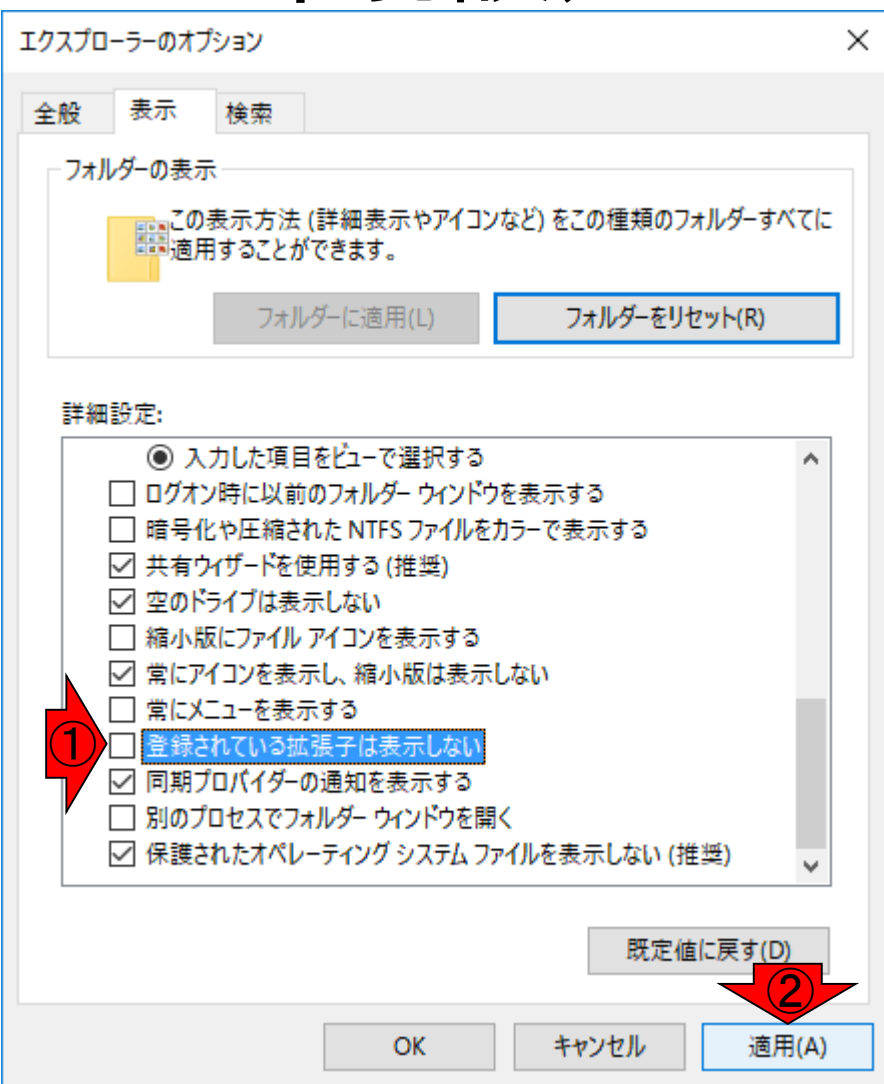 エクスプローラーのオプション
全般
表示
検索
フォルダーの表示
この表示方法 (詳細表示やアイコンなど) をこの種類のフォルダーすべてに
適用することができます。
フォルダーに適用(L)
フォルダーをリセット(R)
詳細設定:
入力した項目をビューで選択する
ログオン時に以前のフォルダー ウィンドウを表示する
暗号化や圧縮された NTFS ファイルをカラーで表示する
共有ウィザードを使用する (推奨)
空のドライブは表示しない
縮小版にファイル アイコンを表示する
常にアイコンを表示し、縮小版は表示しない
常にメニューを表示する
①
登録されている拡張子は表示しない
同期プロバイダーの通知を表示する
別のプロセスでフォルダー ウィンドウを開く
保護されたオペレーティング システム ファイルを表示しない (推奨)
既定値に戻す(D)
②
OK
キャンセル
適用(A)